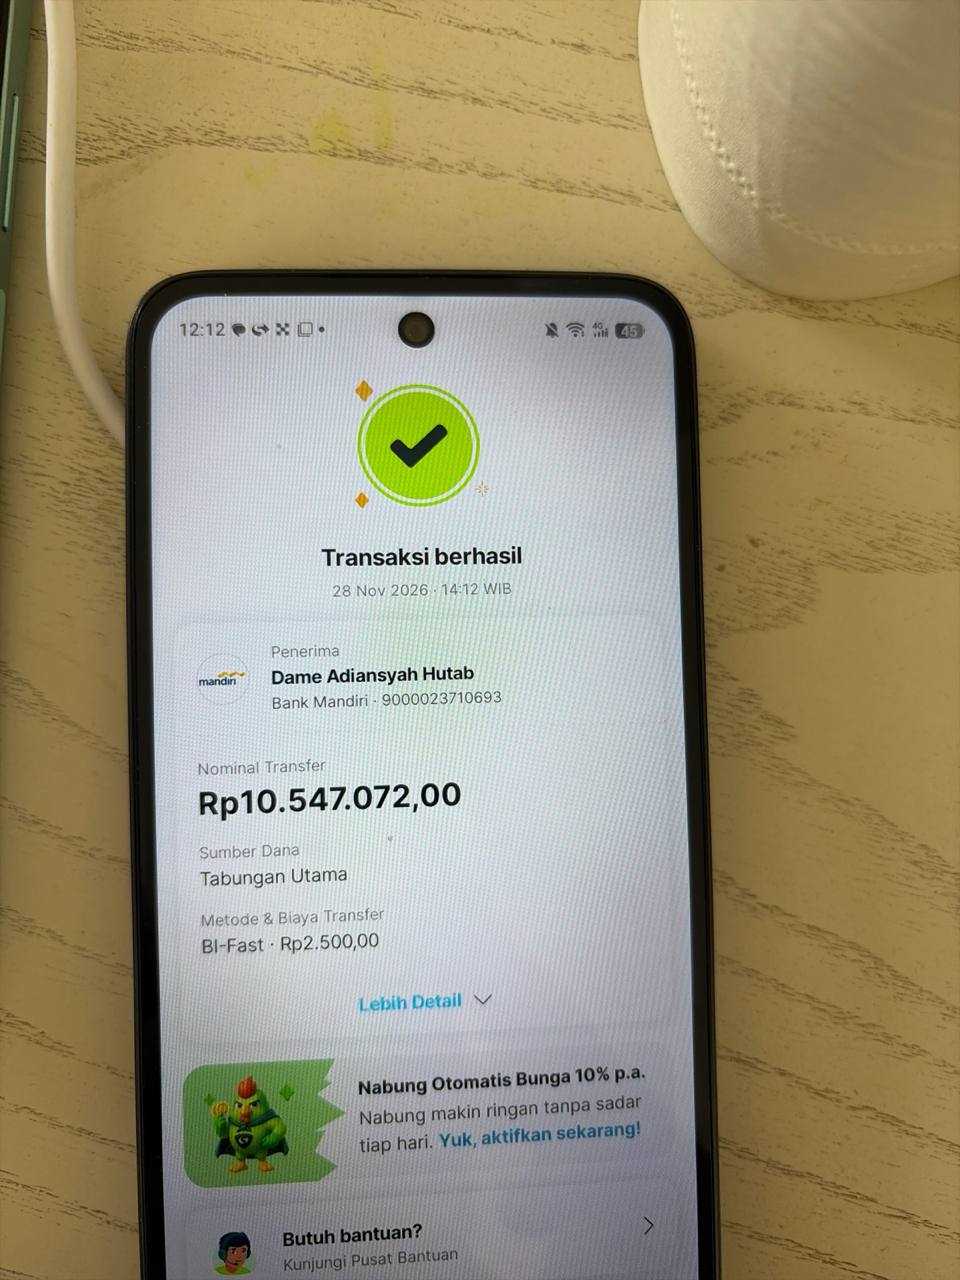 12:12
4G
45
Transaksi berhasil
28 Nov 2026 · 14:12 WIB
Penerima
mandiri
Dame Adiansyah Hutab
Bank Mandiri · 9000023710693
Nominal Transfer
Rp10.547.072,00
Sumber Dana
Tabungan Utama
Metode & Biaya Transfer
BI-Fast · Rp2.500,00
Lebih Detail
Nabung Otomatis Bunga 10% p.a.
Nabung makin ringan tanpa sadar
tiap hari. Yuk, aktifkan sekarang!
Butuh bantuan?
Kunjungi Pusat Bantuan